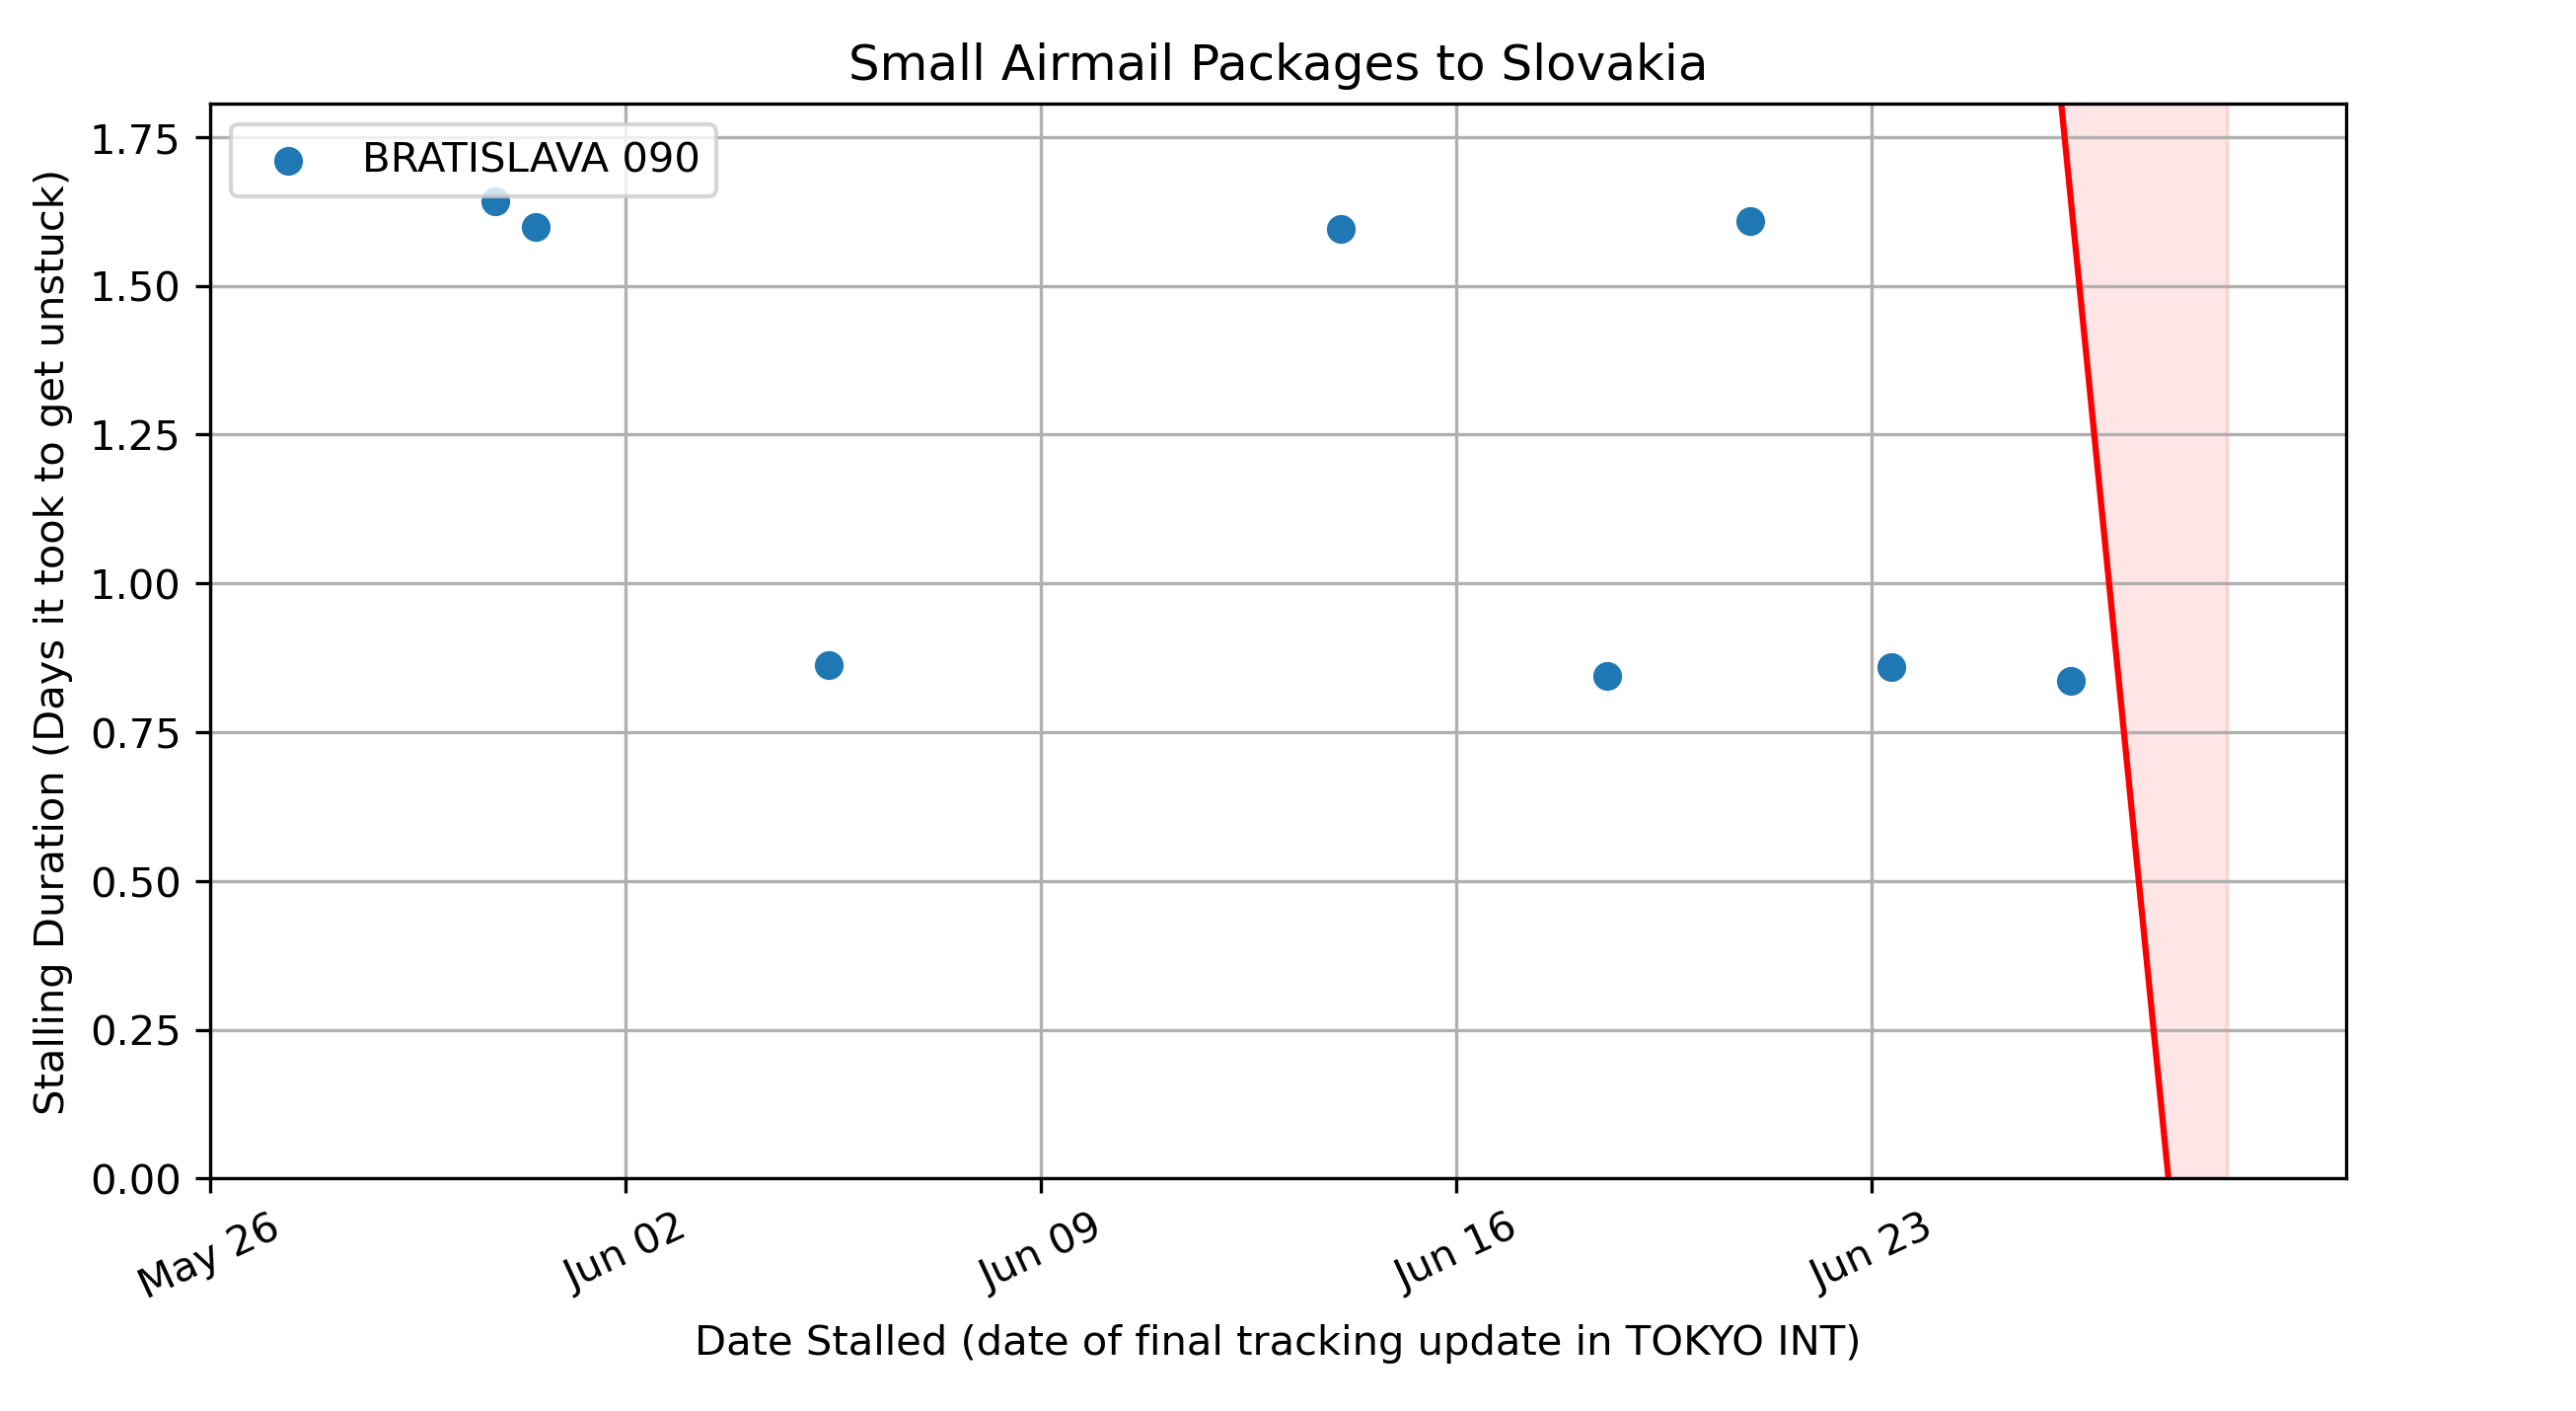 Small Airmail Packages to Slovakia
BRATISLAVA 090
Stalling Duration (Days it took to get unstuck)
1.75
1.50
1.25
1.00
0.75
0.50
0.25
0.00
May 26
Jun 02
Jun 09
Jun 16
Jun 23
Date Stalled (date of final tracking update in TOKYO INT)